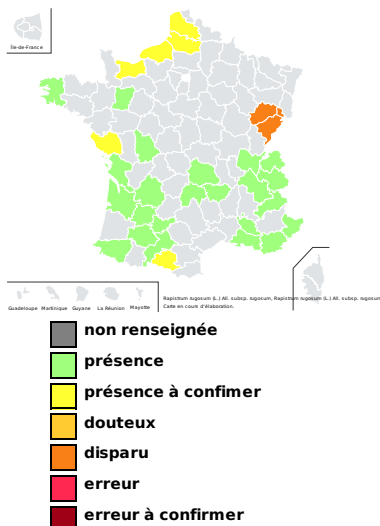 Île-de-France
Guadeloupe Martinique Guyane La Réunion Mayotte
Rapistrum rugosum (L.) All. subsp. rugosum, Rapistrum rugosum (L.) All. subsp. rugosum
Carte en cours d'élaboration.
non renseignée
présence
présence à confimer
douteux
disparu
erreur
erreur à confirmer